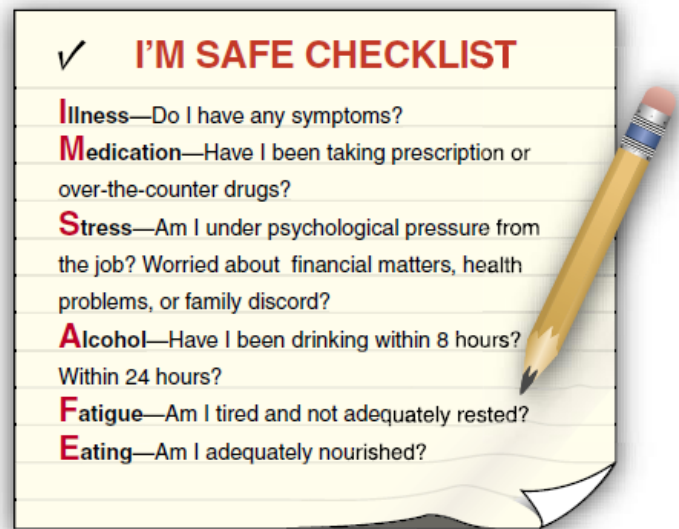 ✓ I'M SAFE CHECKLIST
Illness—Do I have any symptoms?
Medication—Have I been taking prescription or
over-the-counter drugs?
Stress—Am I under psychological pressure from
the job? Worried about financial matters, health
problems, or family discord?
Alcohol—Have I been drinking within 8 hours?
Within 24 hours?
Fatigue—Am I tired and not adequately rested?
Eating—Am I adequately nourished?